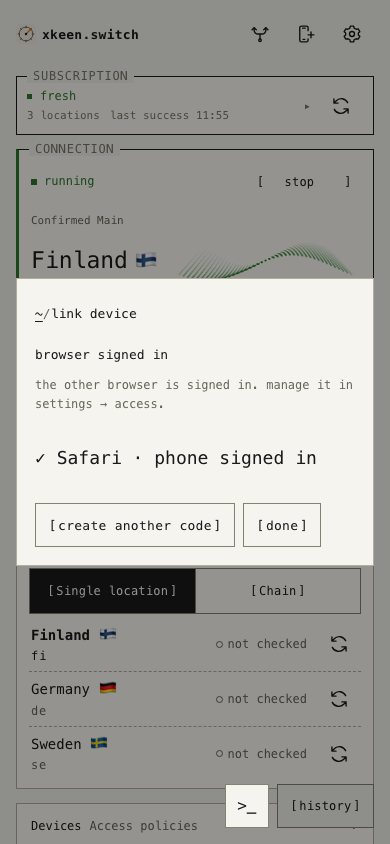 xkeen.switch
SUBSCRIPTION
fresh
3 locations last success 11:55
CONNECTION
running
[ stop ]
Confirmed Main
Finland
~/link device
browser signed in
the other browser is signed in. manage it in
settings → access.
✓ Safari · phone signed in
[create another code] [done]
[Single location] [Chain]
Finland
fi
not checked
Germany
de
not checked
Sweden
se
not checked
>_ [history]
Devices Access policies